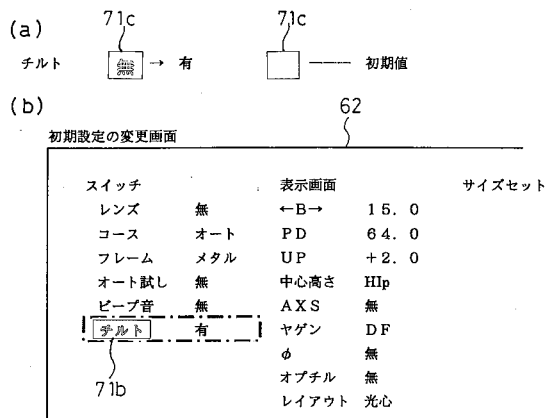 (a)
71c 71c
チルト 無 → 有 初期値
(b)
62
初期設定の変更画面
スイッチ 表示画面 サイズセット
レンズ 無 ←B→ 15.0
コース オート PD 64.0
フレーム メタル UP +2.0
オート試し 無 中心高さ HIp
ビープ音 無 AXS 無
チルト 有 ヤゲン DF
φ 無
オプチル 無
レイアウト 光心
71b